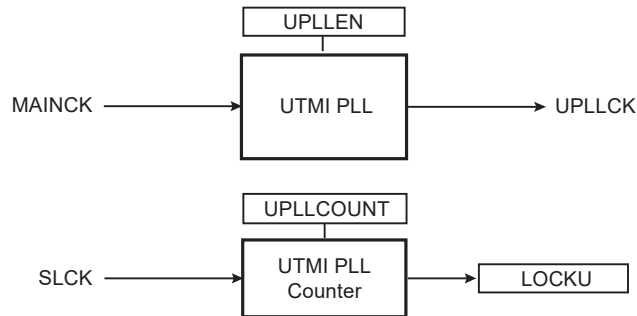 UPLLEN
MAINCK
UTMI PLL
UPLLCK
UPLLCOUNT
SLCK
UTMI PLL
Counter
LOCKU